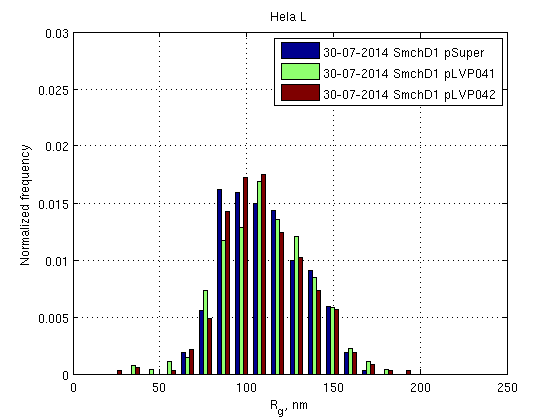 Hela L
30-07-2014 SmchD1 pSuper
30-07-2014 SmchD1 pLVP041
30-07-2014 SmchD1 pLVP042
Normalized frequency
0.03
0.025
0.02
0.015
0.01
0.005
0
0 50 100 150 200 250
Rg, nm